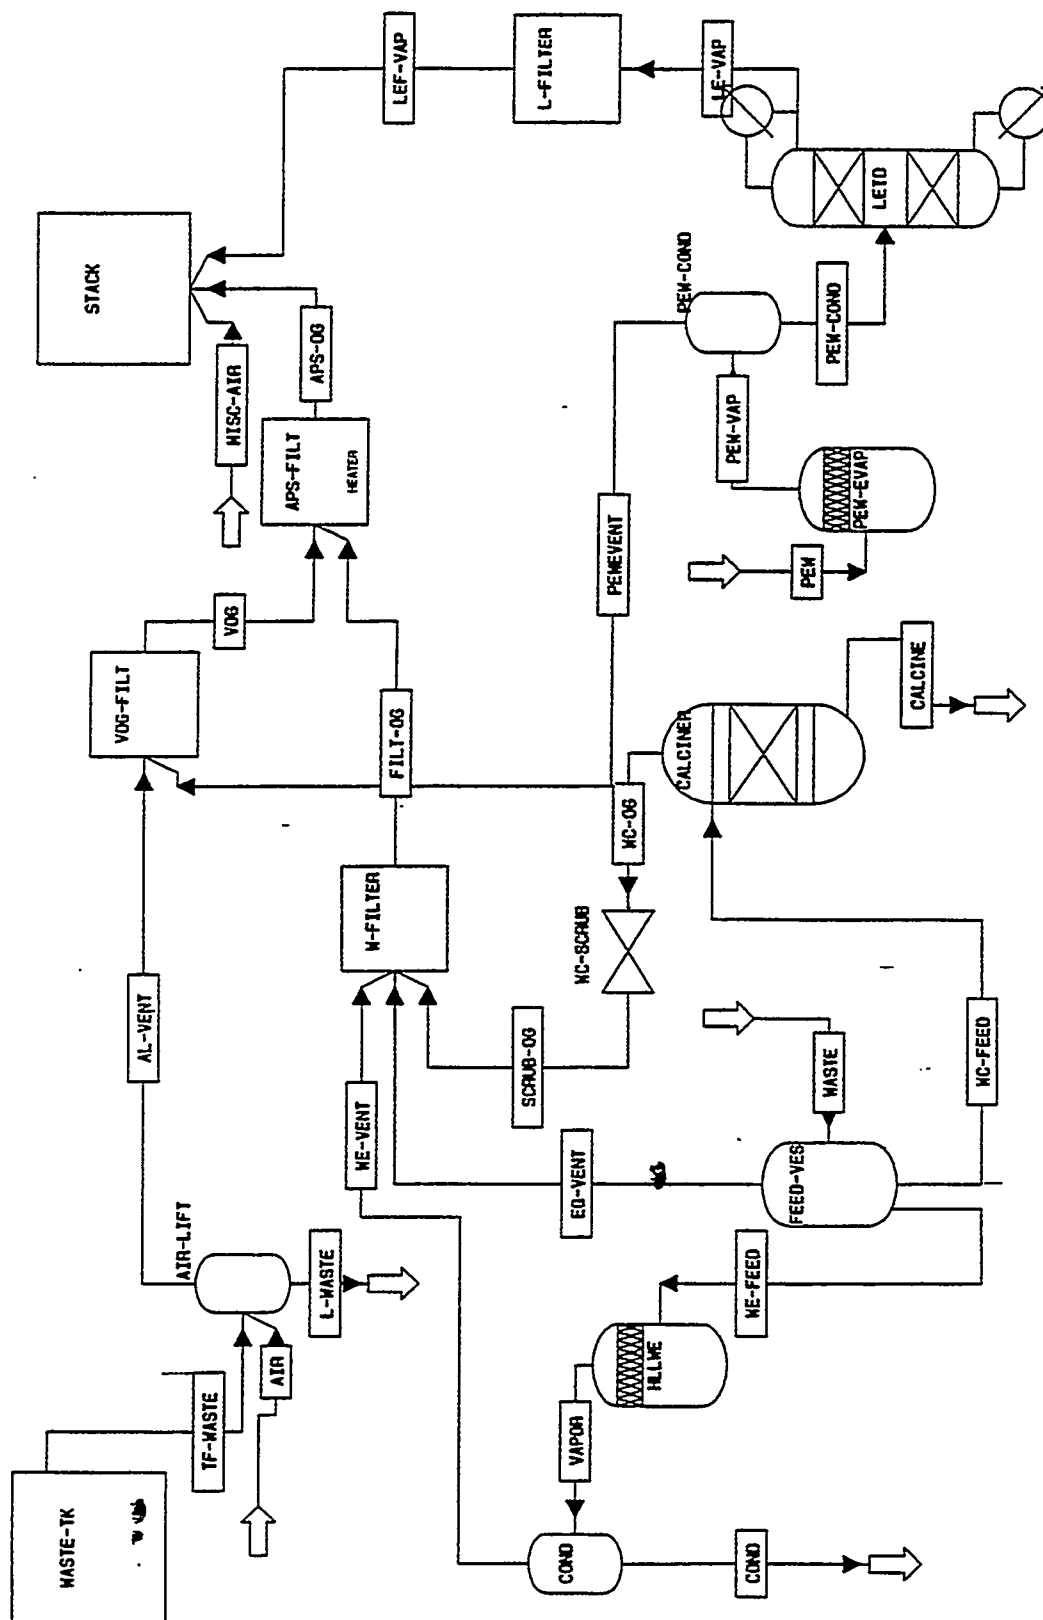 WASTE-TK
TF-WASTE
AIR
AIR-LIFT
L-WASTE
AL-VENT
VOG-FILT
VOG
STACK
MISC-AIR
APS-OG
APS-FILT
HEATER
LEF-VAP
L-FILTER
LE-VAP
LETD
PEW-COND
PEW-COND
PEW-VAP
PEW-EVAP
PEW
PEWEVENT
FILT-OG
W-FILTER
WE-VENT
EQ-VENT
SCRUB-OG
WC-SCRUB
WC-OG
CALCINER
CALCINE
WC-FEED
WASTE
FEED-VES
WE-FEED
HLLWE
VAPOR
COND
COND